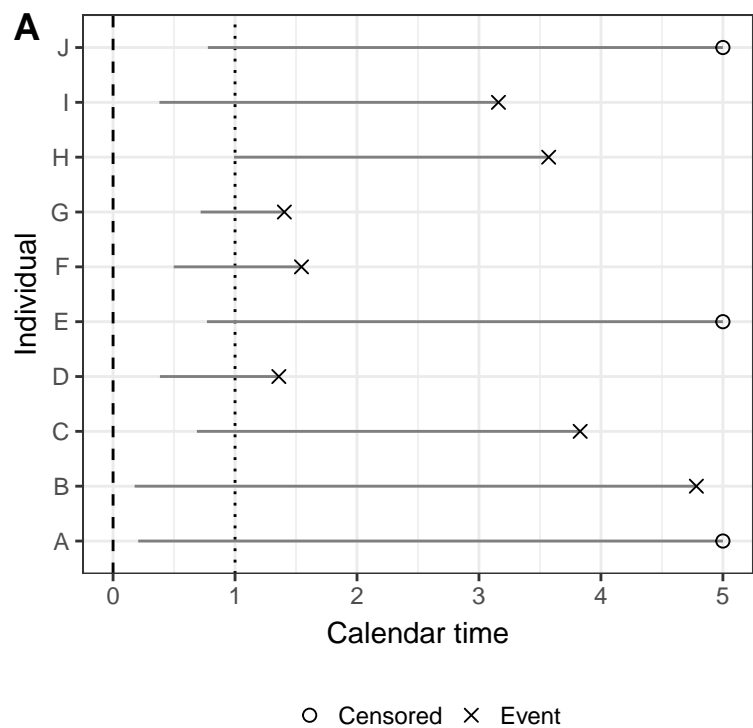 A
J
I
H
G
F
E
D
C
B
A
Individual
0 1 2 3 4 5
Calendar time
Censored Event